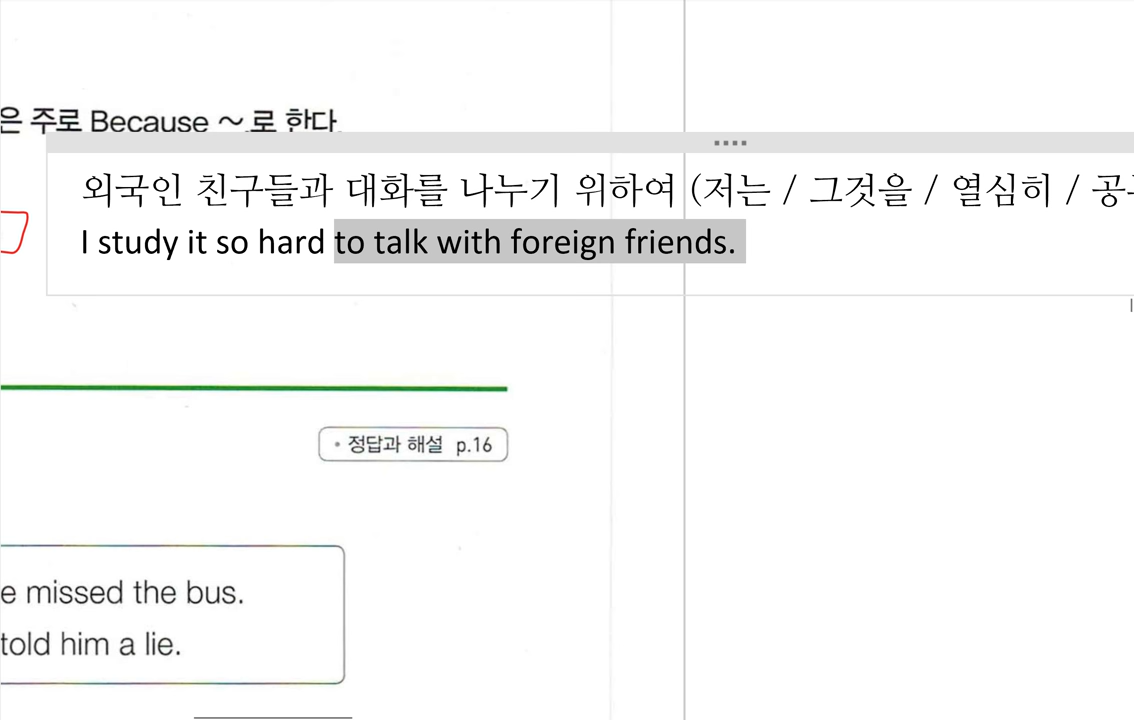 은 주로 Because ~로 한다.
외국인 친구들과 대화를 나누기 위하여 (저는 / 그것을 / 열심히 /
I study it so hard to talk with foreign friends.
• 정답과 해설 p.16
missed the bus.
told him a lie.